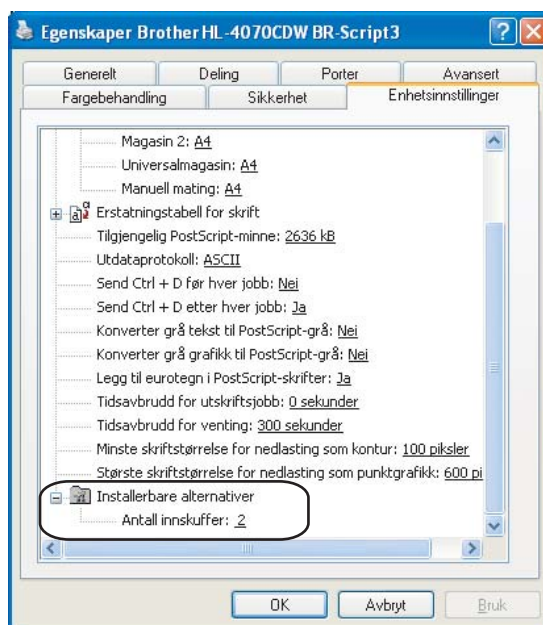 Egenskaper Brother HL-4070CDW BR-Script3
Generelt Deling Porter Avansert
Fargebehandling Sikkerhet Enhetsinnstillinger
Magasin 2: A4
Universalmagasin: A4
Manuell mating: A4
Erstatningstabell for skrift
Tilgjengelig PostScript-minne: 2636 kB
Utdataprotokoll: ASCII
Send Ctrl + D før hver jobb: Nei
Send Ctrl + D etter hver jobb: Ja
Konverter grå tekst til PostScript-grå: Nei
Konverter grå grafikk til PostScript-grå: Nei
Legg til eurotegn i PostScript-skrifter: Ja
Tidsavbrudd for utskriftsjobb: 0 sekunder
Tidsavbrudd for venting: 300 sekunder
Minste skriftstørrelse for nedlasting som kontur: 100 piksler
Største skriftstørrelse for nedlasting som punktgrafikk: 600 pi
Installerbare alternativer
Antall innskuffer: 2
OK Avbryt Bruk